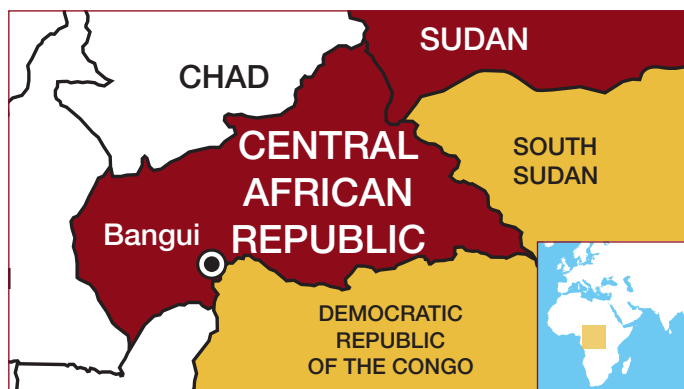 SUDAN
CHAD
CENTRAL
AFRICAN
REPUBLIC
SOUTH
SUDAN
Bangui
DEMOCRATIC
REPUBLIC
OF THE CONGO